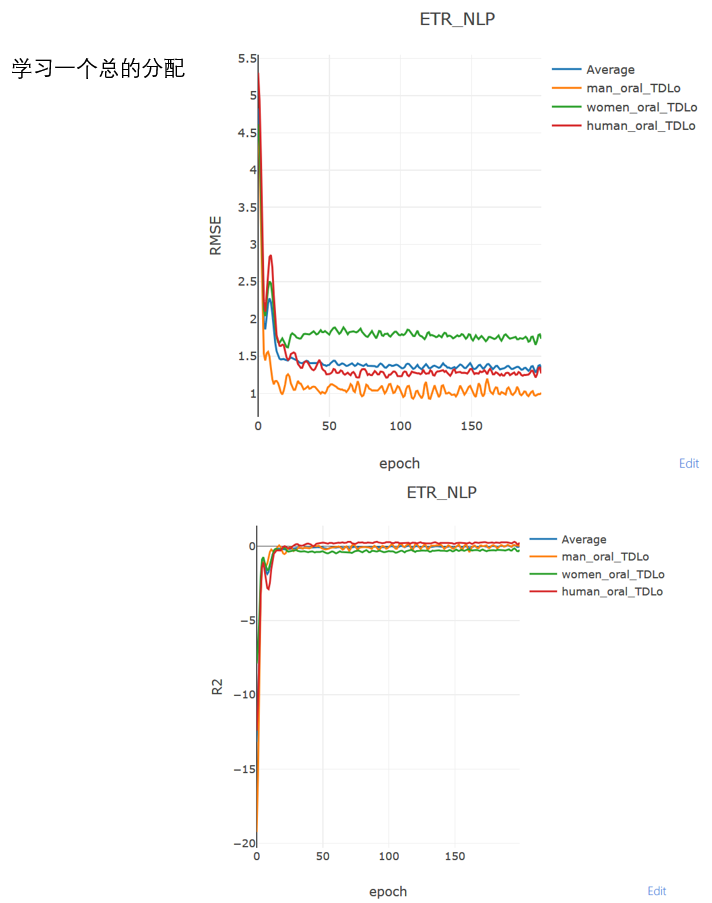 ETR_NLP
学习一个总的分配
5.5
5
4.5
4
3.5
3
2.5
2
1.5
1
RMSE
0
50
100
150
epoch
Average
man_oral_TDLo
women_oral_TDLo
human_oral_TDLo
Edit
ETR_NLP
0
−5
−10
−15
−20
R2
0
50
100
150
epoch
Average
man_oral_TDLo
women_oral_TDLo
human_oral_TDLo
Edit